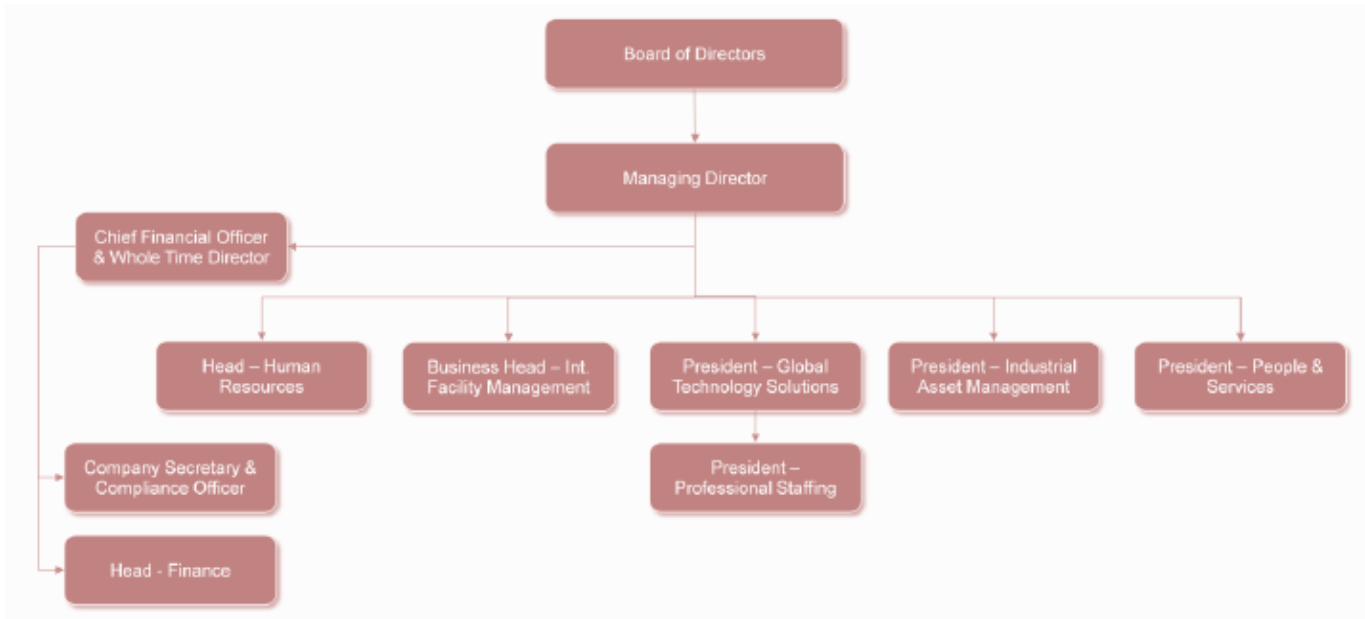 Board of Directors
Managing Director
Chief Financial Officer
& Whole Time Director
Head – Human
Resources
Business Head – Int.
Facility Management
President – Global
Technology Solutions
President – Industrial
Asset Management
President – People &
Services
Company Secretary &
Compliance Officer
President –
Professional Staffing
Head - Finance